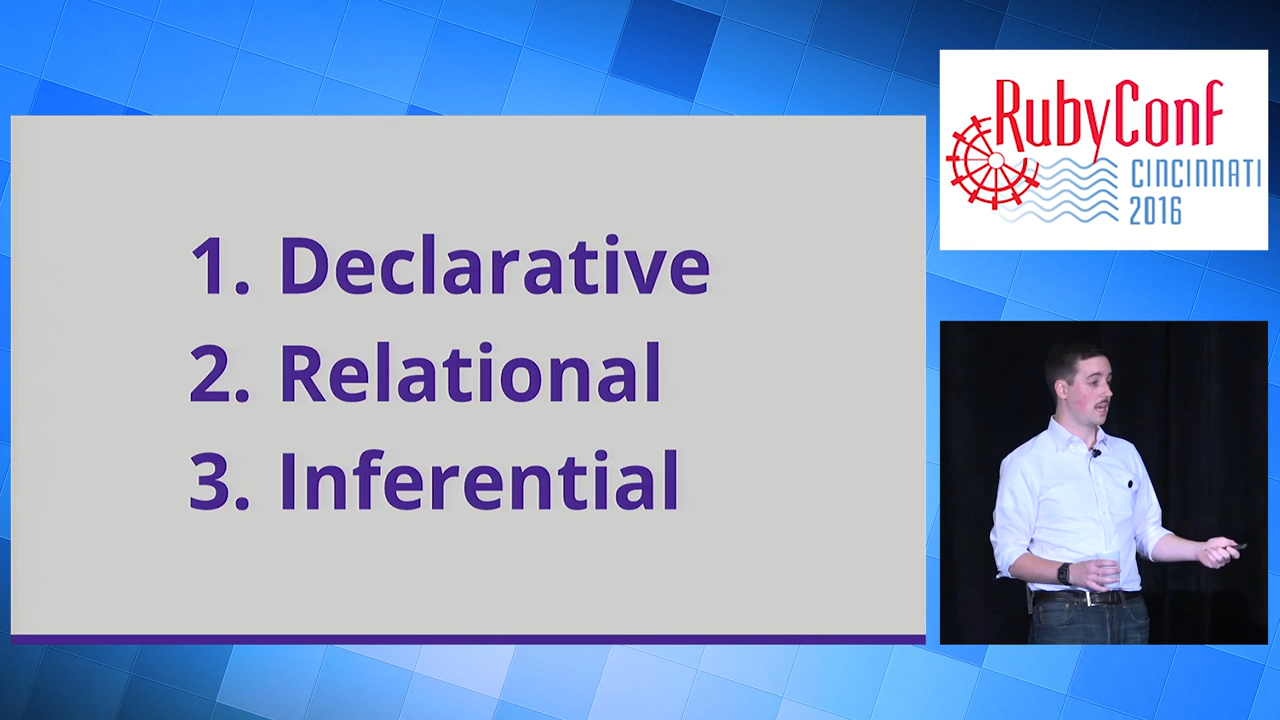 1. Declarative
2. Relational
3. Inferential
RubyConf
CINCINNATI
2016